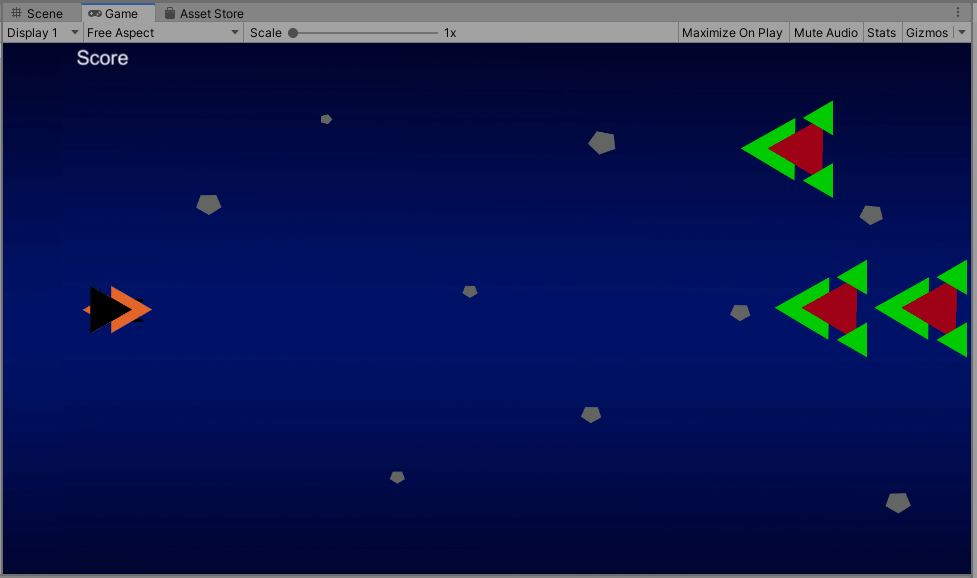 Scene Game Asset Store
Display 1 Free Aspect Scale 1x Maximize On Play Mute Audio Stats Gizmos
Score